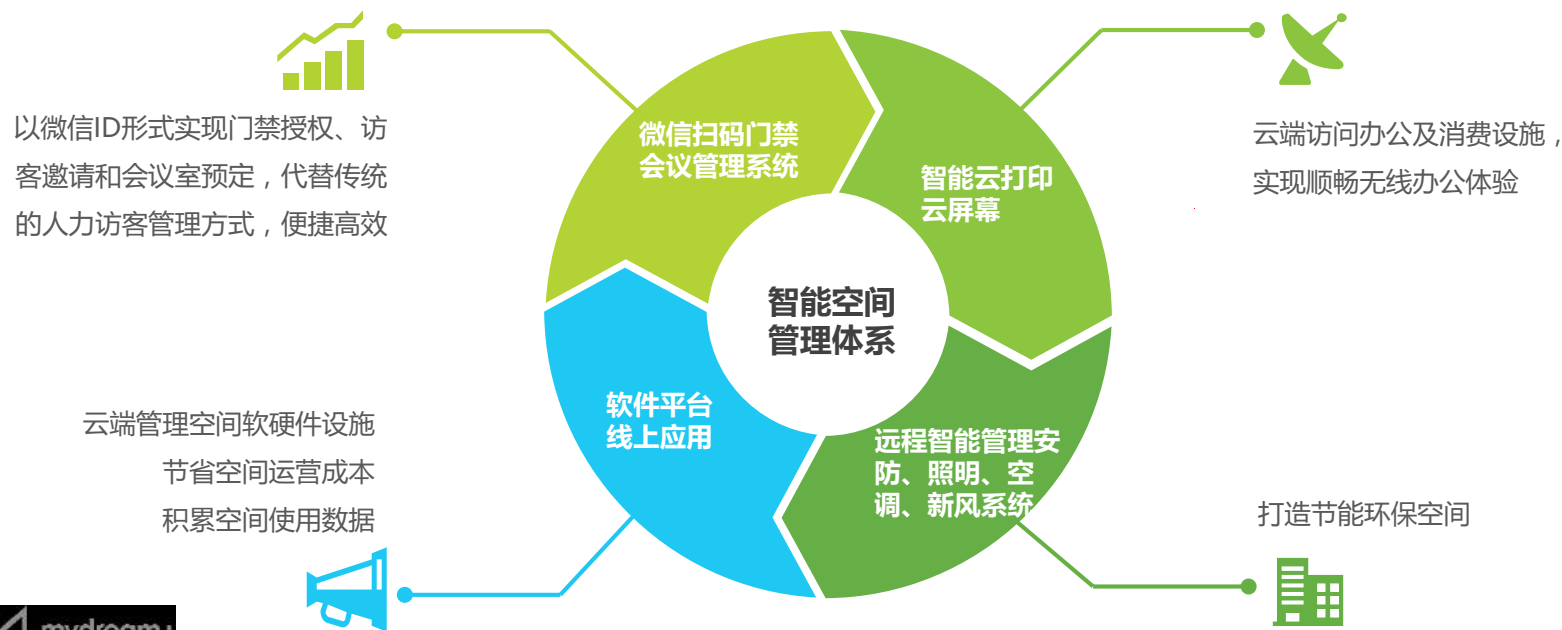 以微信ID形式实现门禁授权、访
客邀请和会议室预定，代替传统
的人力访客管理方式，便捷高效
微信扫码门禁
会议管理系统
智能云打印
云屏幕
云端访问办公及消费设施，
实现顺畅无线办公体验
智能空间
管理体系
云端管理空间软硬件设施
节省空间运营成本
积累空间使用数据
软件平台
线上应用
远程智能管理安
防、照明、空
调、新风系统
打造节能环保空间